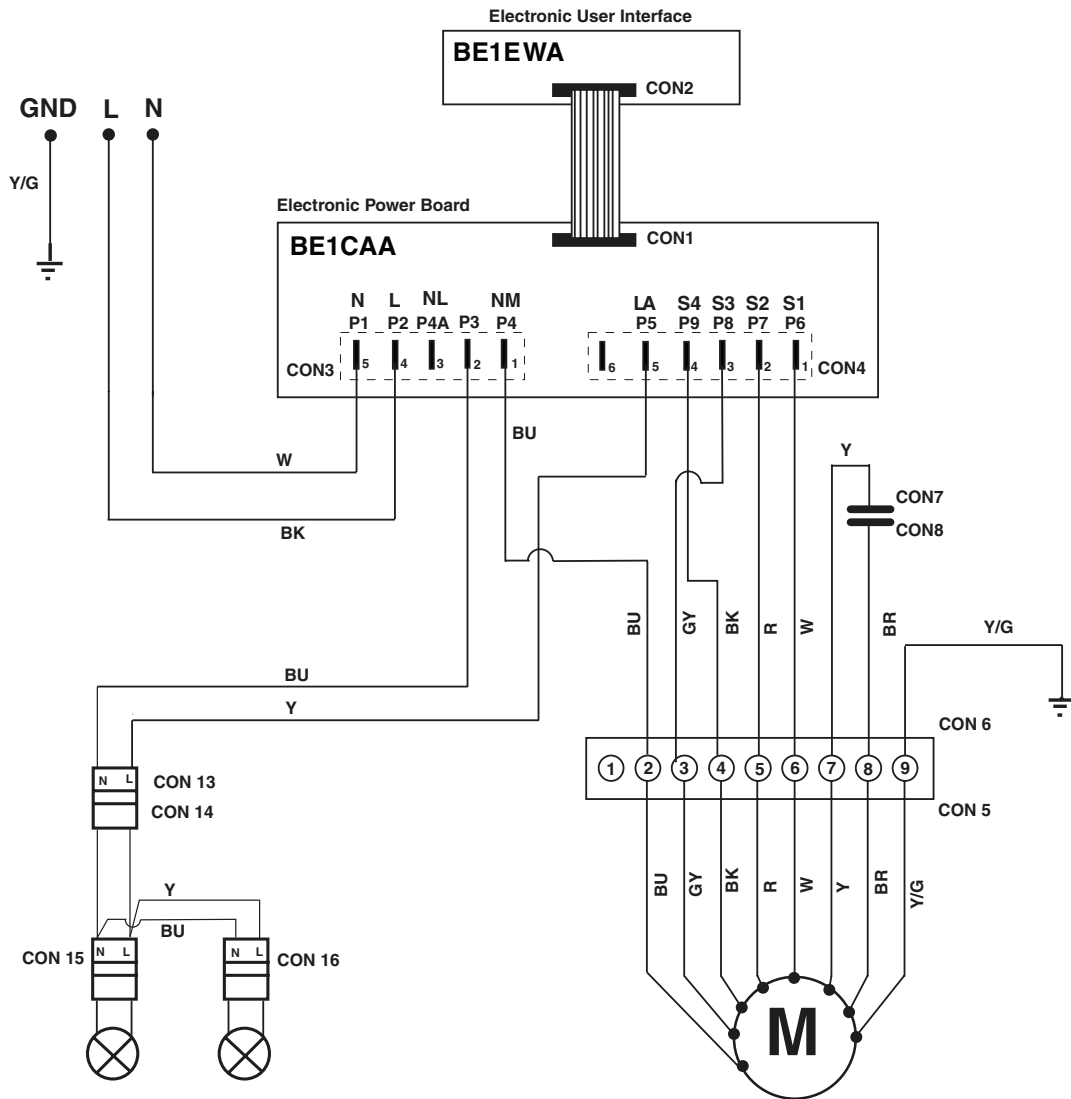 Electronic User Interface
BE1EWA
CON2
GND L N
Y/G
Electronic Power Board
BE1CAA
CON1
N L NL NM
P1 P2 P4A P3 P4
CON3
5 4 3 2 1
LA S4 S3 S2 S1
P5 P9 P8 P7 P6
6 5 4 3 2 1
CON4
BU
W
BK
Y
CON7
CON8
BU GY BK R W BR
Y/G
BU
Y
CON 6
1 2 3 4 5 6 7 8 9
CON 5
N L
CON 13
CON 14
BU GY BK R W Y BR Y/G
Y
BU
CON 15
N L
N L
CON 16
M